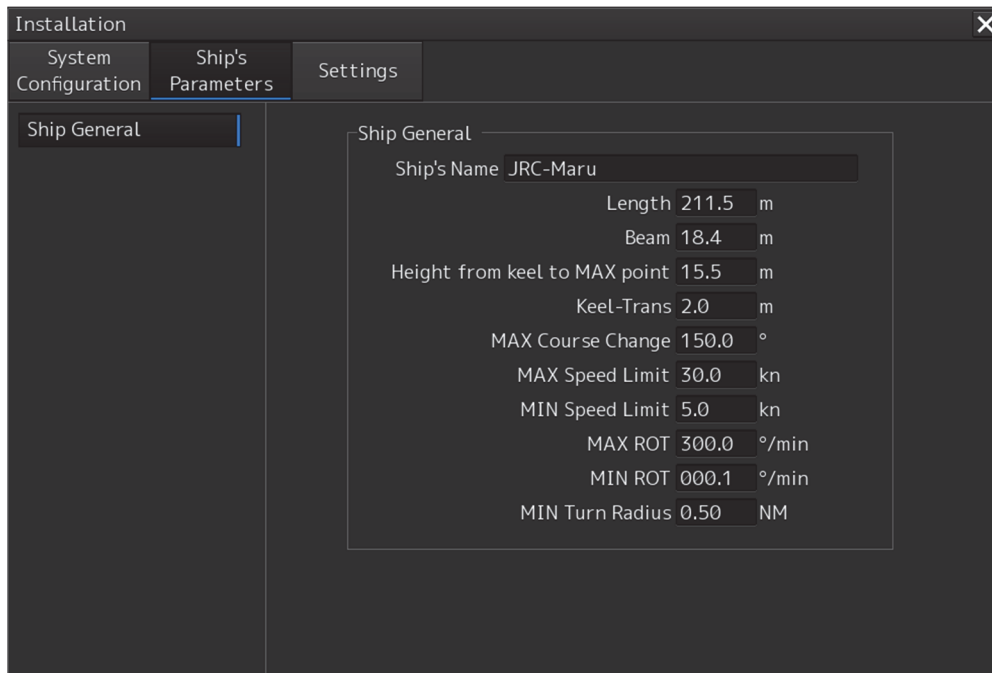 Installation
System Configuration
Ship's Parameters
Settings
Ship General
Ship General
Ship's Name JRC-Maru
Length 211.5 m
Beam 18.4 m
Height from keel to MAX point 15.5 m
Keel-Trans 2.0 m
MAX Course Change 150.0 °
MAX Speed Limit 30.0 kn
MIN Speed Limit 5.0 kn
MAX ROT 300.0 °/min
MIN ROT 000.1 °/min
MIN Turn Radius 0.50 NM